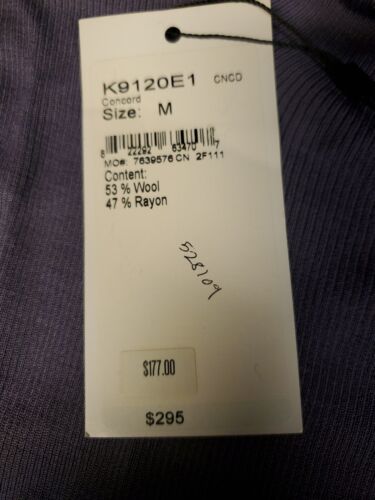 K9120E1 CNCD
Concord
Size: M
8 22292 63470 7
MO#: 7639576 CN 2F111
Content:
53 % Wool
47 % Rayon
528109
$177.00
$295